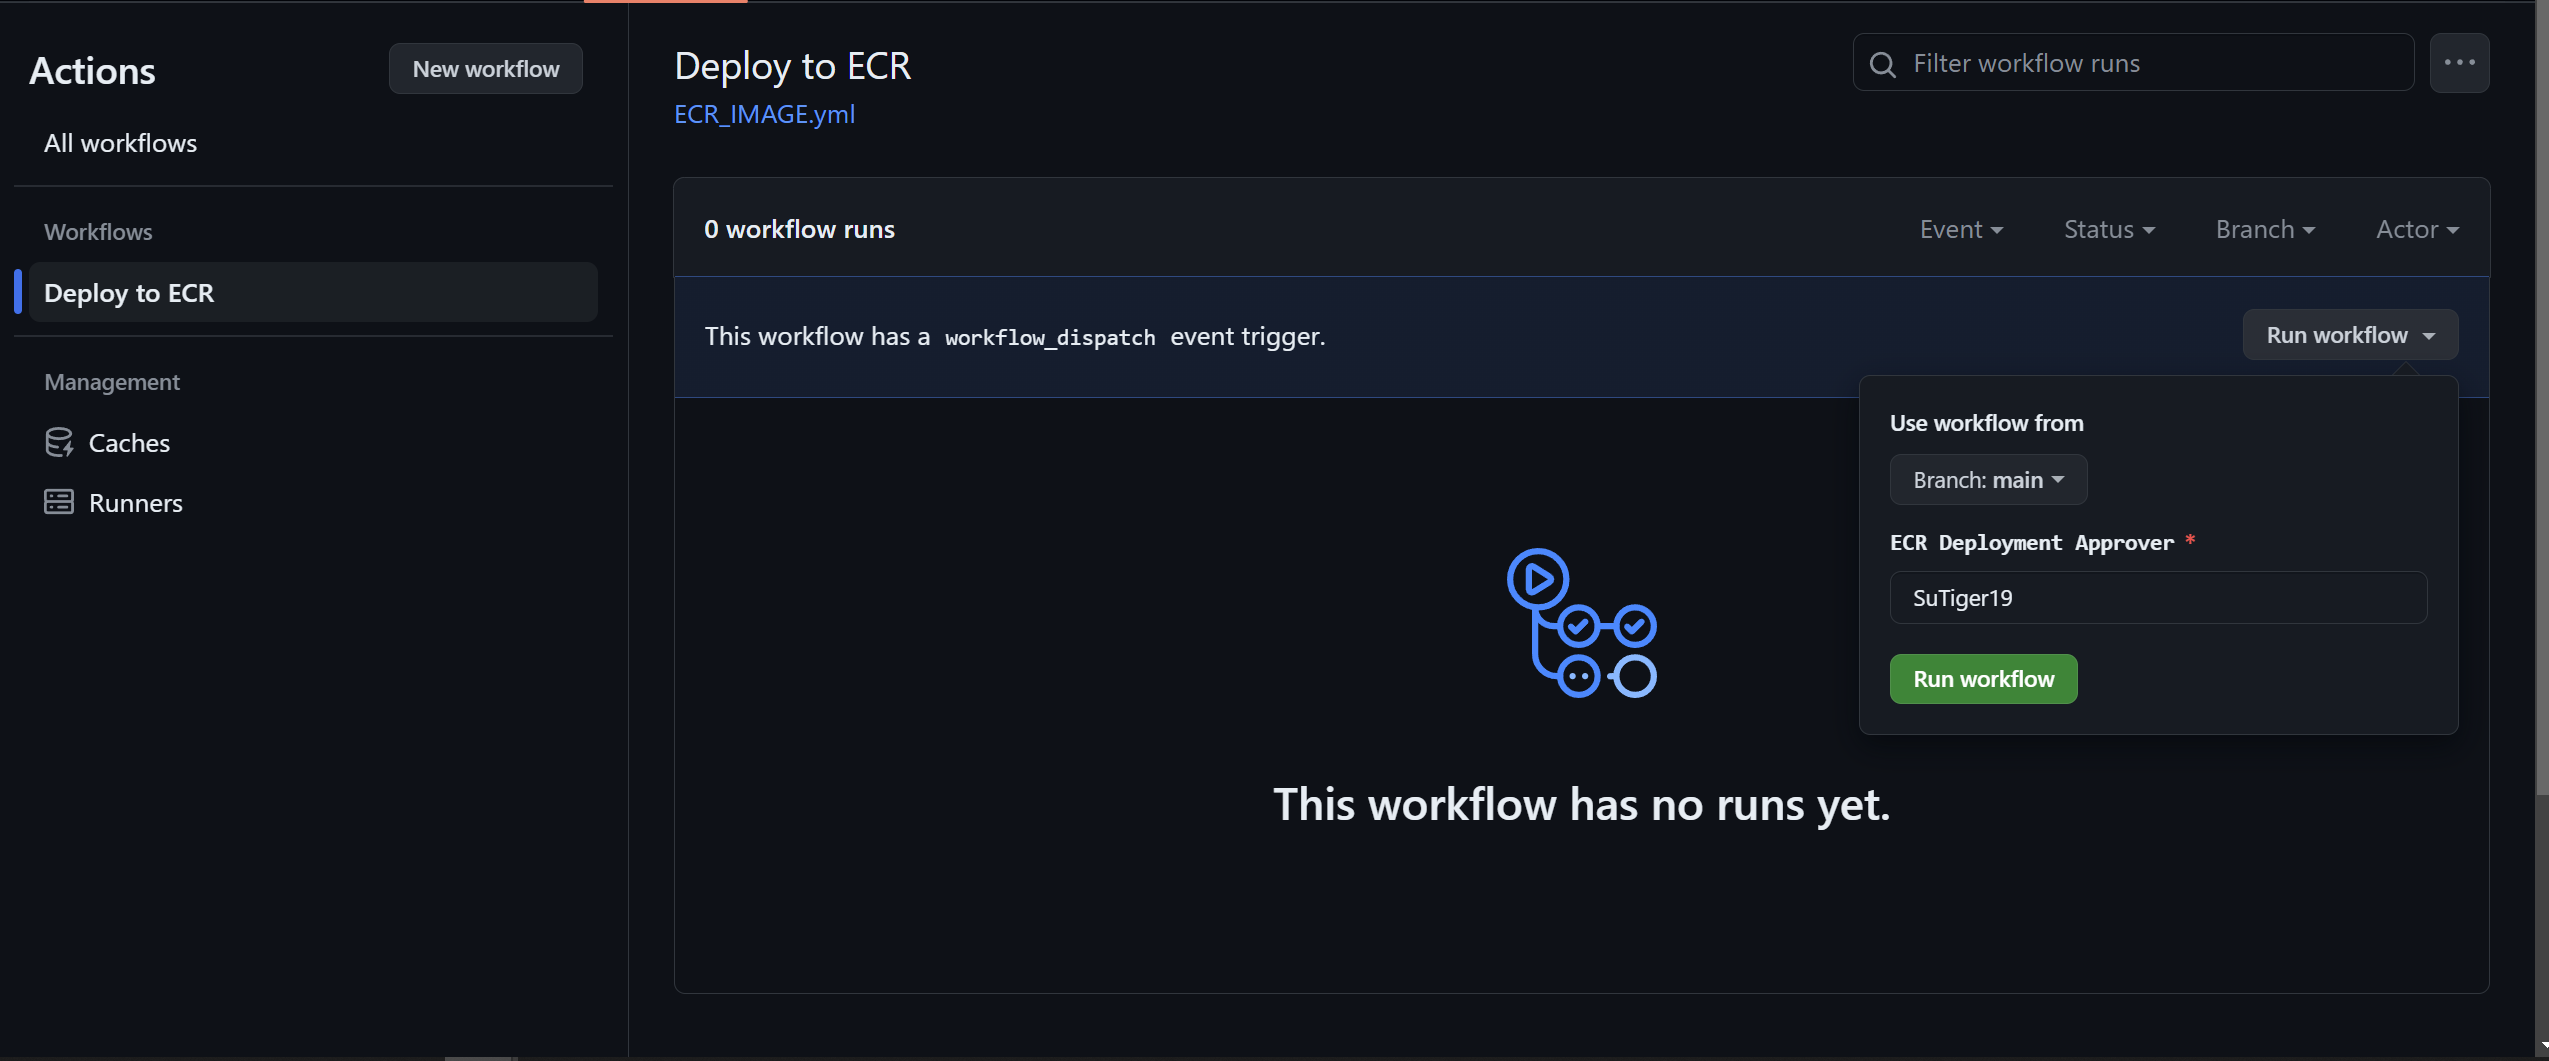 Actions
New workflow
All workflows
Workflows
Deploy to ECR
Management
Caches
Runners
Deploy to ECR
ECR_IMAGE.yml
Filter workflow runs
0 workflow runs
Event
Status
Branch
Actor
This workflow has a workflow_dispatch event trigger.
Run workflow
Use workflow from
Branch: main
ECR Deployment Approver *
SuTiger19
Run workflow
This workflow has no runs yet.